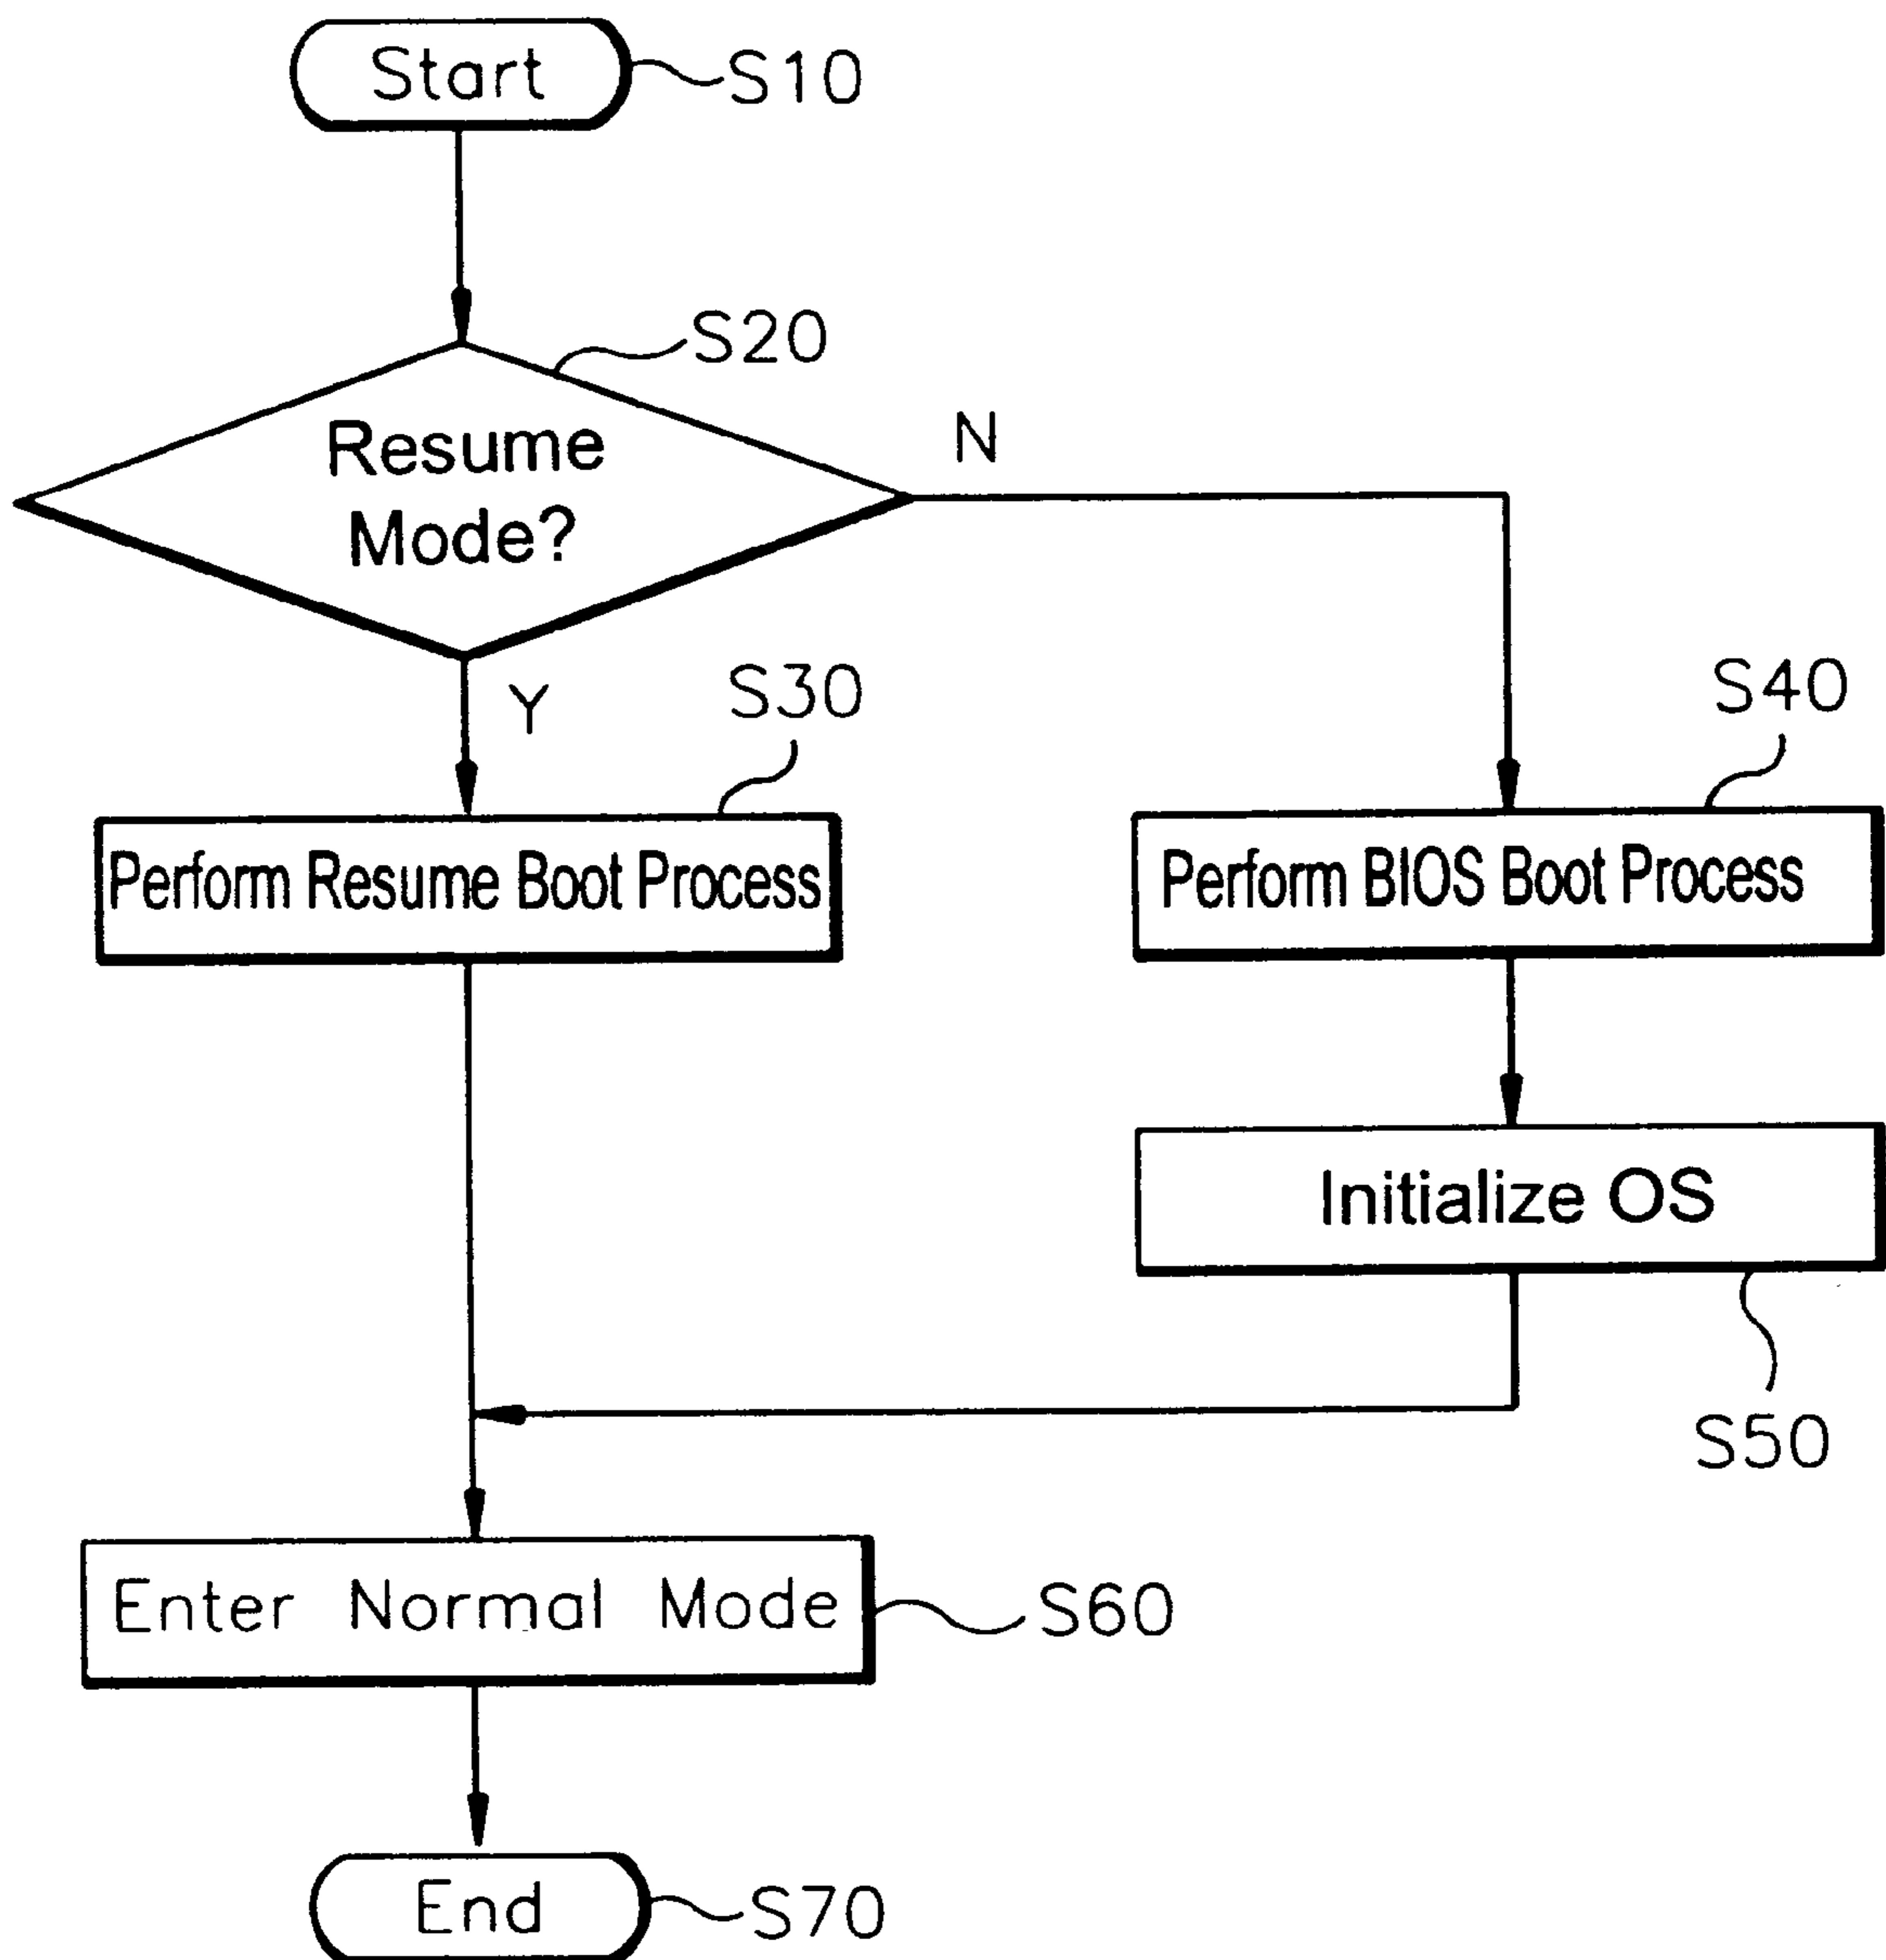 Start
S10
S20
Resume
Mode?
N
Y
S30
S40
Perform Resume Boot Process
Perform BIOS Boot Process
Initialize OS
S50
Enter Normal Mode
S60
End
S70